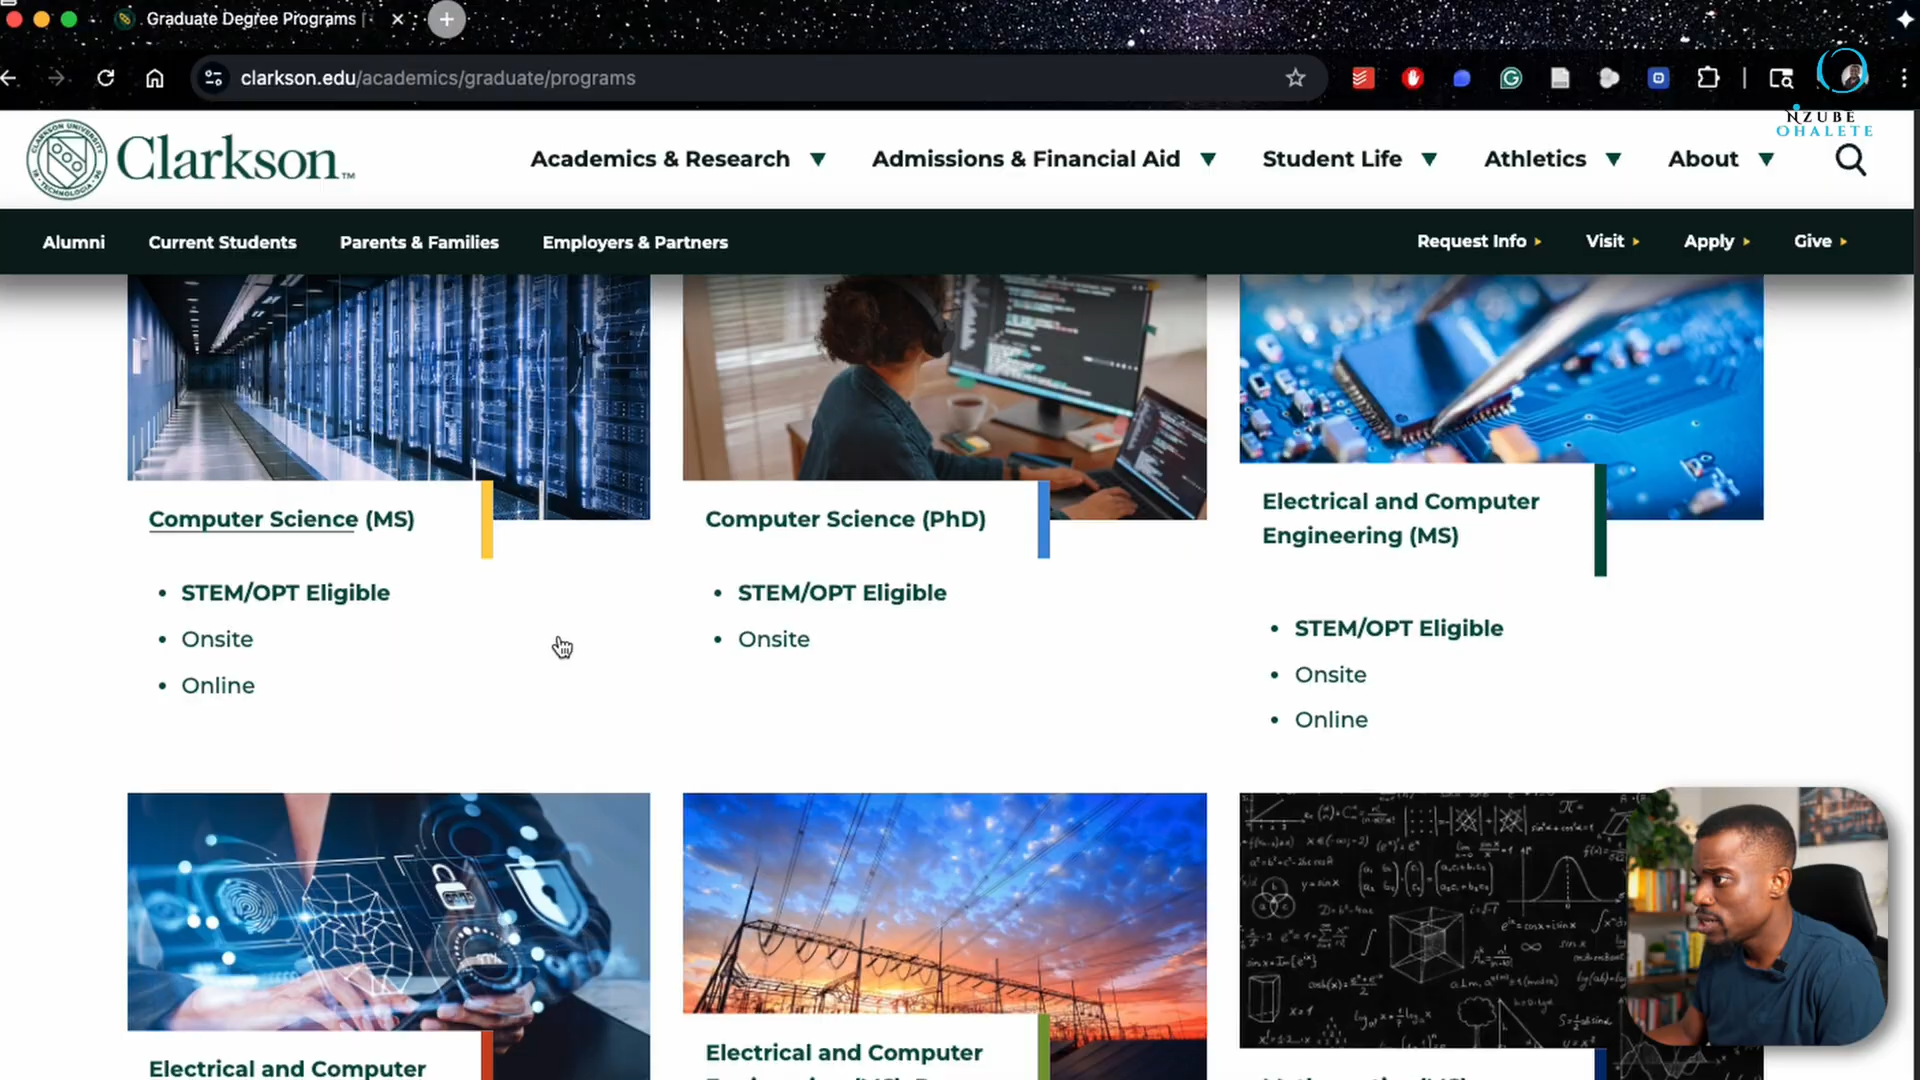 Graduate Degree Programs |
clarkson.edu/academics/graduate/programs
NZUBE
OHALETE
Clarkson™
Academics & Research
Admissions & Financial Aid
Student Life
Athletics
About
Alumni
Current Students
Parents & Families
Employers & Partners
Request Info
Visit
Apply
Give
Computer Science (MS)
• STEM/OPT Eligible
• Onsite
• Online
Computer Science (PhD)
• STEM/OPT Eligible
• Onsite
Electrical and Computer
Engineering (MS)
• STEM/OPT Eligible
• Onsite
• Online
Electrical and Computer
Electrical and Computer